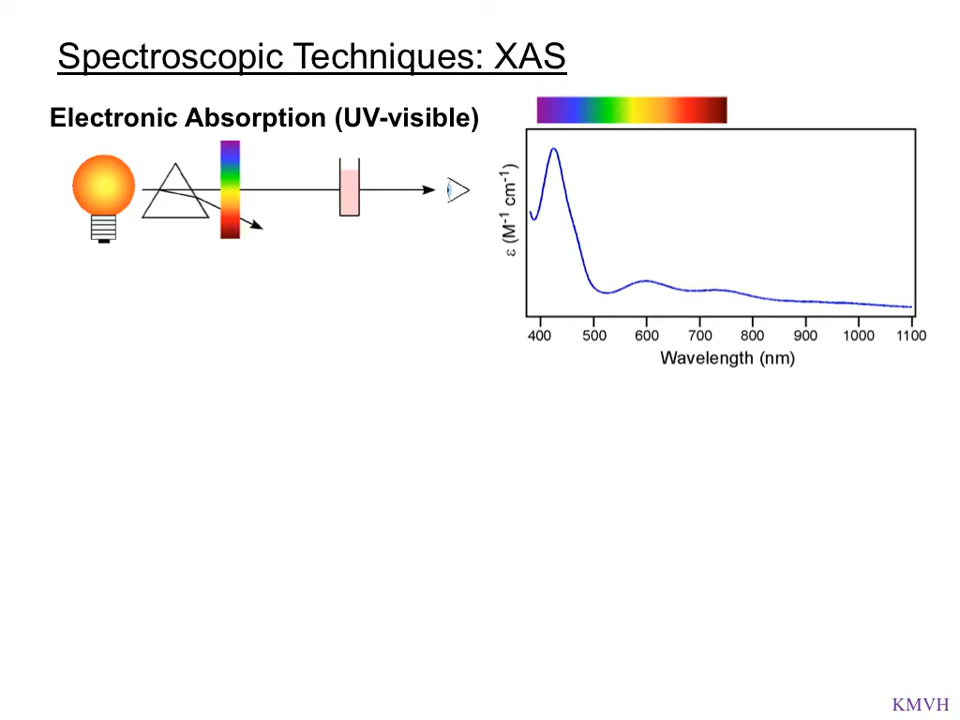 Spectroscopic Techniques: XAS
Electronic Absorption (UV-visible)
ε (M⁻¹ cm⁻¹)
400 500 600 700 800 900 1000 1100
Wavelength (nm)
KMVH